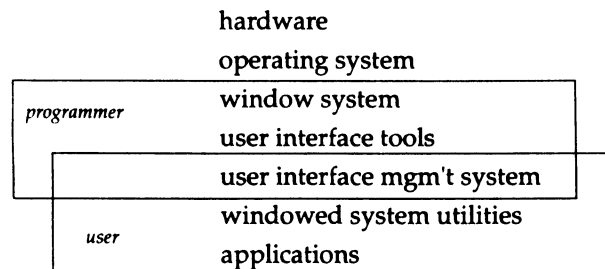 hardware
operating system
window system
programmer
user interface tools
user interface mgm't system
windowed system utilities
user
applications